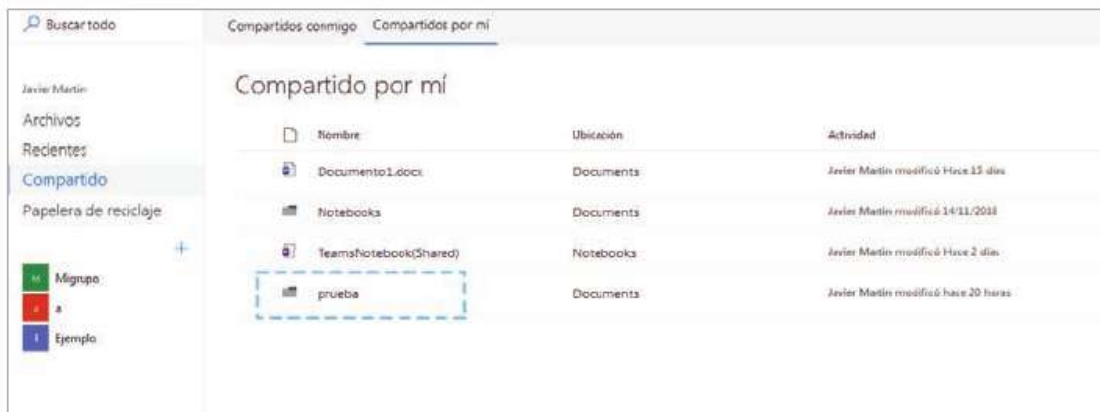 Buscar todo
Compartidos conmigo Compartidos por mí
Javier Martin
Compartido por mí
Archivos
Recientes
Compartido
Papelera de reciclaje
Nombre Ubicación Actividad
Documento1.docx Documents Javier Martin modificó Hace 15 días
Notebooks Documents Javier Martin modificó 14/11/2018
TeamsNotebook(Shared) Notebooks Javier Martin modificó Hace 2 días
prueba Documents Javier Martin modificó hace 20 horas
+
M Migrupo
a a
E Ejemplo